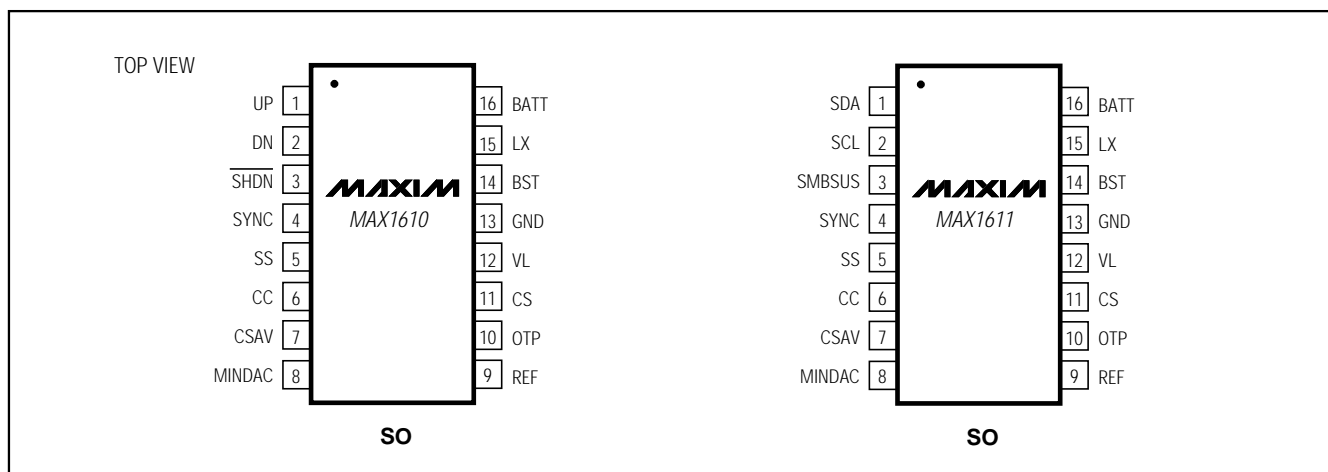 TOP VIEW
UP 1
DN 2
SHDN 3
SYNC 4
SS 5
CC 6
CSAV 7
MINDAC 8
MAXIM
MAX1610
16 BATT
15 LX
14 BST
13 GND
12 VL
11 CS
10 OTP
9 REF
SO
SDA 1
SCL 2
SMBSUS 3
SYNC 4
SS 5
CC 6
CSAV 7
MINDAC 8
MAXIM
MAX1611
16 BATT
15 LX
14 BST
13 GND
12 VL
11 CS
10 OTP
9 REF
SO